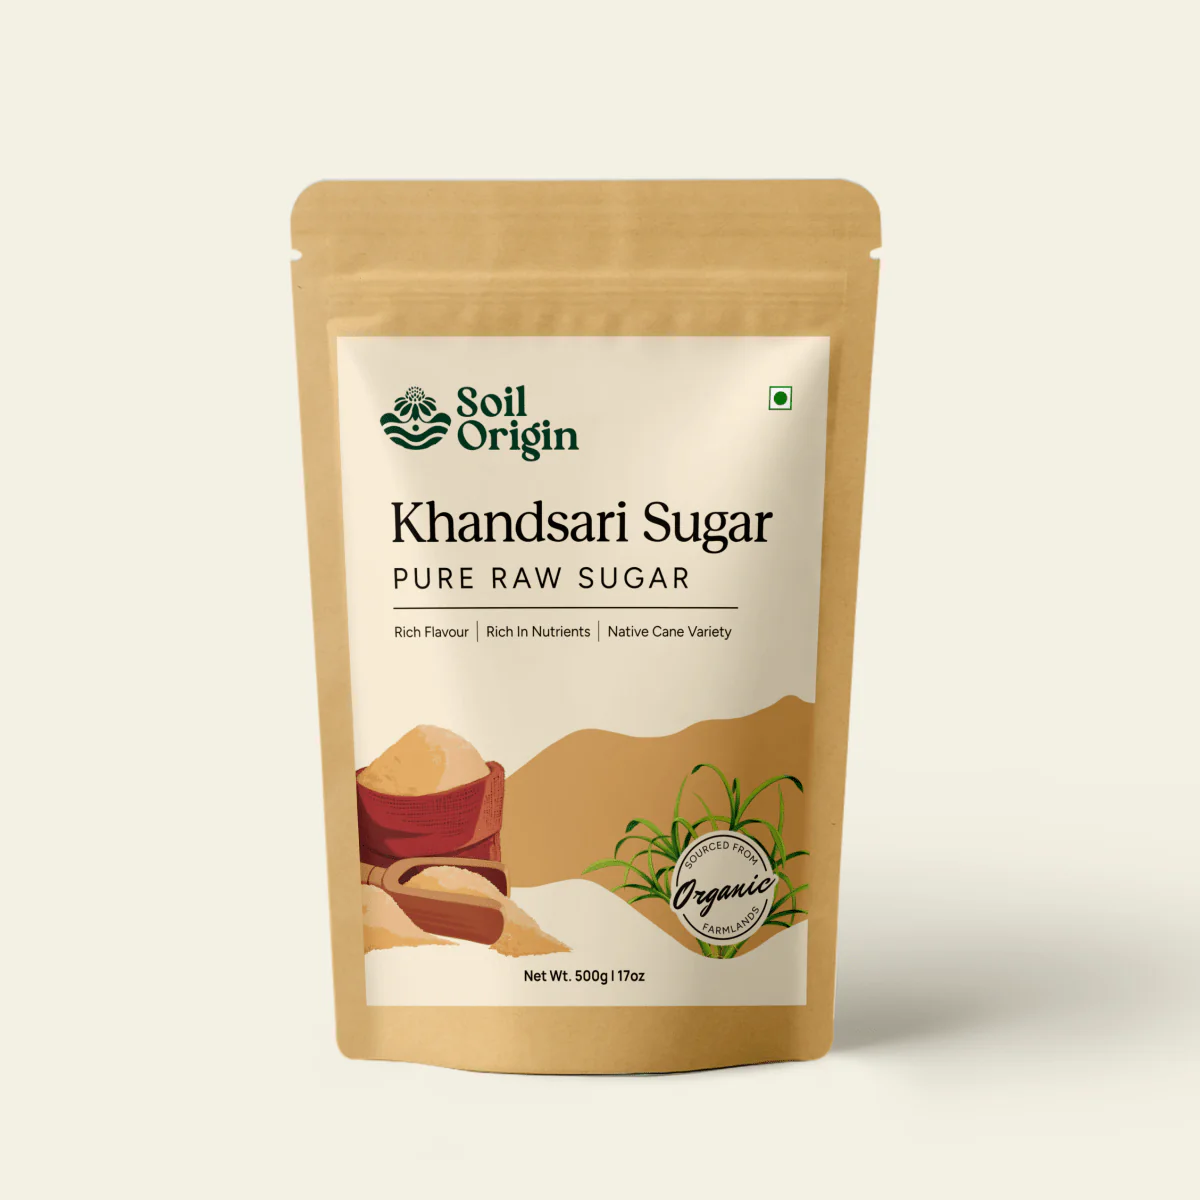 Soil
Origin
Khandsari Sugar
PURE RAW SUGAR
Rich Flavour | Rich In Nutrients | Native Cane Variety
SOURCED FROM
Organic
FARMLANDS
Net Wt. 500g | 17oz